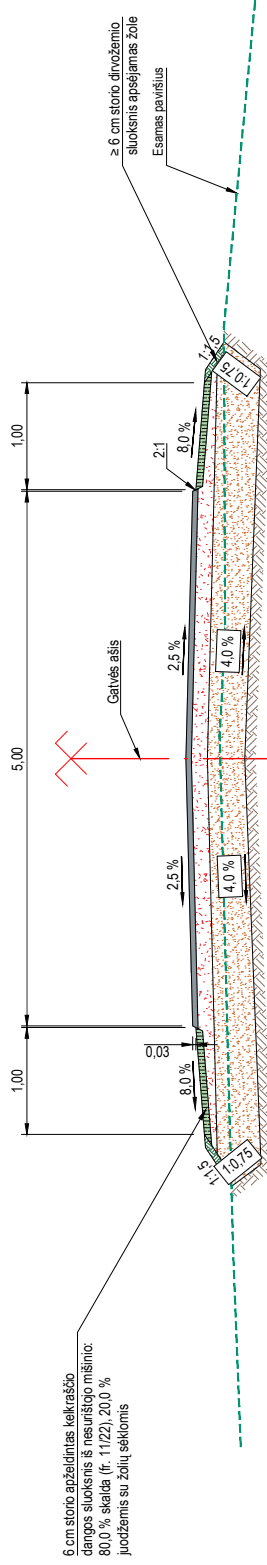 6 cm storio apželdintas kelkraščio
dangos sluoksnis iš nesurištojo mišinio:
80,0 % skalda (fr. 11/22), 20,0 %
juodžemis su žolių sėklomis
1,00
5,00
1,00
Gatvės ašis
≥ 6 cm storio dirvožemio
sluoksnis apsėjamas žole
Esamas paviršius
0,03
8,0 %
2,5 %
2,5 %
2:1
8,0 %
1:1,5
1:0,75
4,0 %
4,0 %
1:1,5
1:0,75